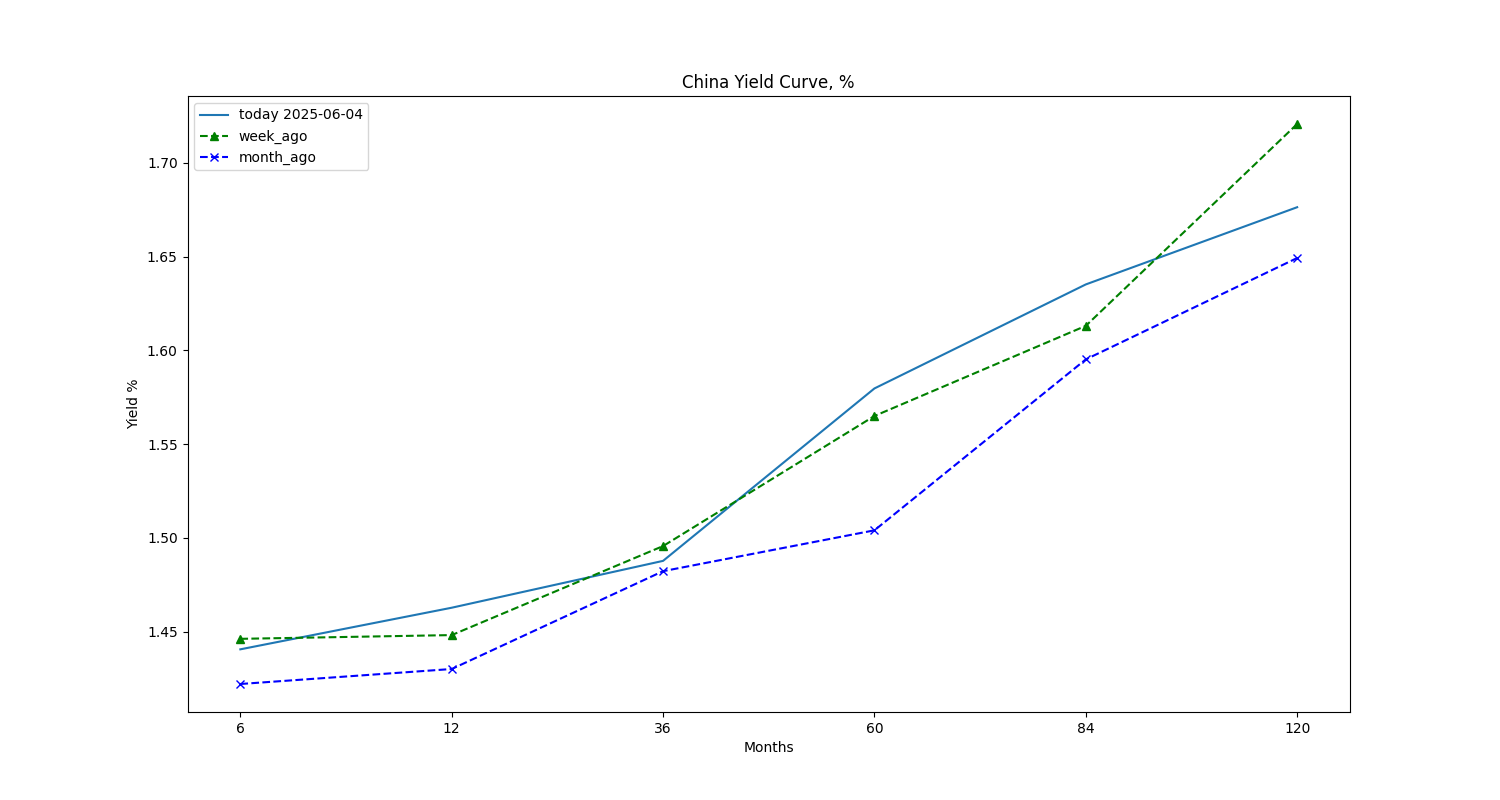 China Yield Curve, %
today 2025-06-04
week_ago
month_ago
1.70
1.65
1.60
1.55
1.50
1.45
Yield %
6 12 36 60 84 120
Months